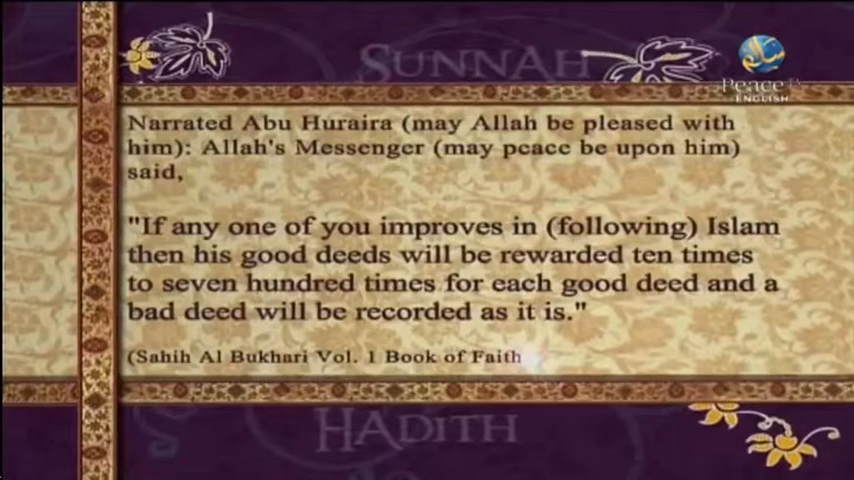 SUNNAH
سلام
Peace TV
ENGLISH
Narrated Abu Huraira (may Allah be pleased with
him): Allah's Messenger (may peace be upon him)
said,
"If any one of you improves in (following) Islam
then his good deeds will be rewarded ten times
to seven hundred times for each good deed and a
bad deed will be recorded as it is."
(Sahih Al Bukhari Vol. 1 Book of Faith
HADITH